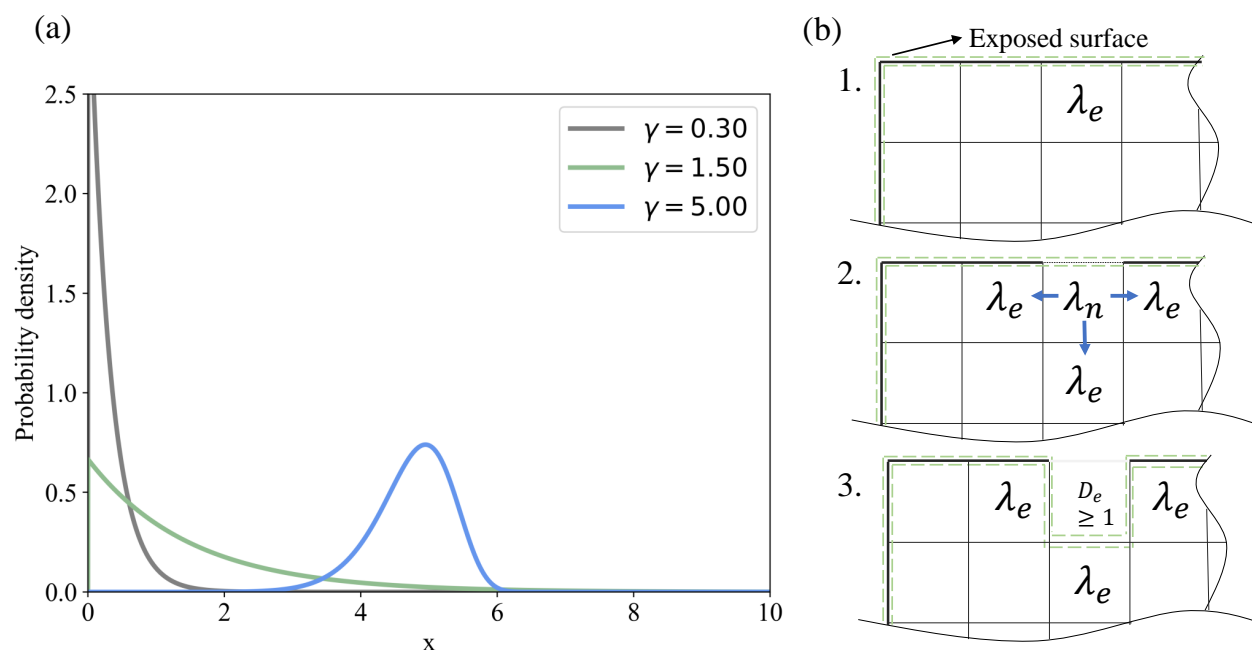 (a)
Probability density
2.5
2.0
1.5
1.0
0.5
0.0
γ = 0.30
γ = 1.50
γ = 5.00
0 2 4 6 8 10
x
(b)
Exposed surface
1.
λe
2.
λe λn λe
λe
3.
λe De λe
≥ 1
λe